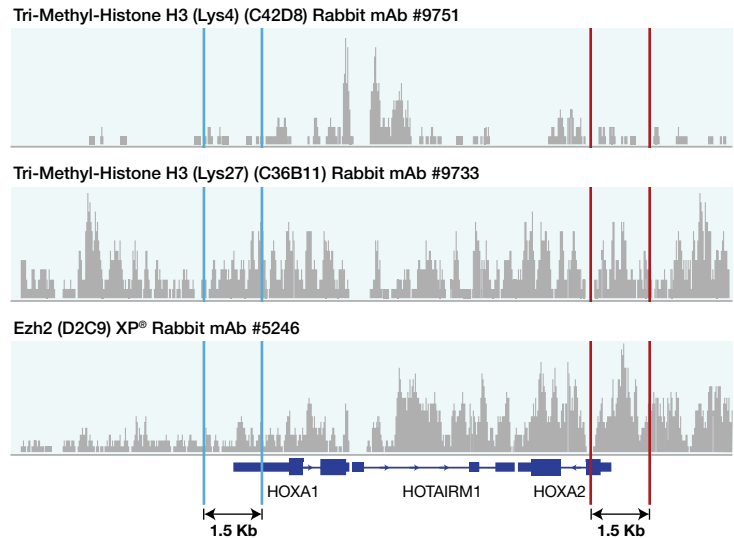 Tri-Methyl-Histone H3 (Lys4) (C42D8) Rabbit mAb #9751
Tri-Methyl-Histone H3 (Lys27) (C36B11) Rabbit mAb #9733
Ezh2 (D2C9) XP® Rabbit mAb #5246
HOXA1 HOTAIRM1 HOXA2
1.5 Kb 1.5 Kb